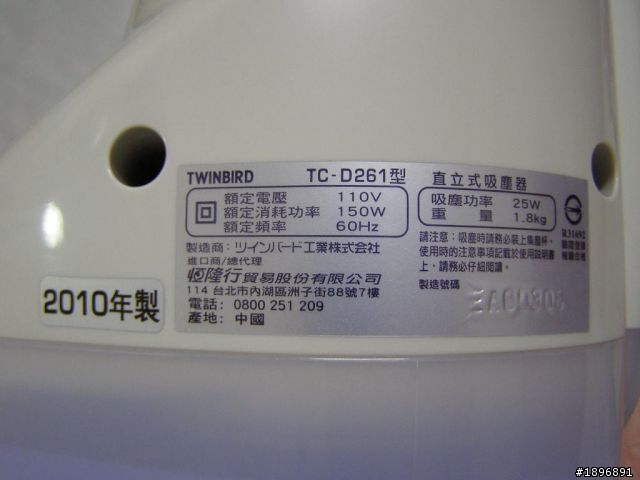 TWINBIRD TC-D261型 直立式吸塵器
額定電壓 110V
額定消耗功率 150W
額定頻率 60Hz
吸塵功率 25W
重量 1.8kg
製造商：ツインバード工業株式会社
進口商/總代理
恆隆行貿易股份有限公司
114 台北市內湖區洲子街88號7樓
電話：0800 251 209
產地：中國
R31692
請注意：吸塵時請務必裝上集塵杯。
使用時的注意事項記載於使用說明書
上，請務必仔細閱讀。
製造號碼
2010年製
#1896891